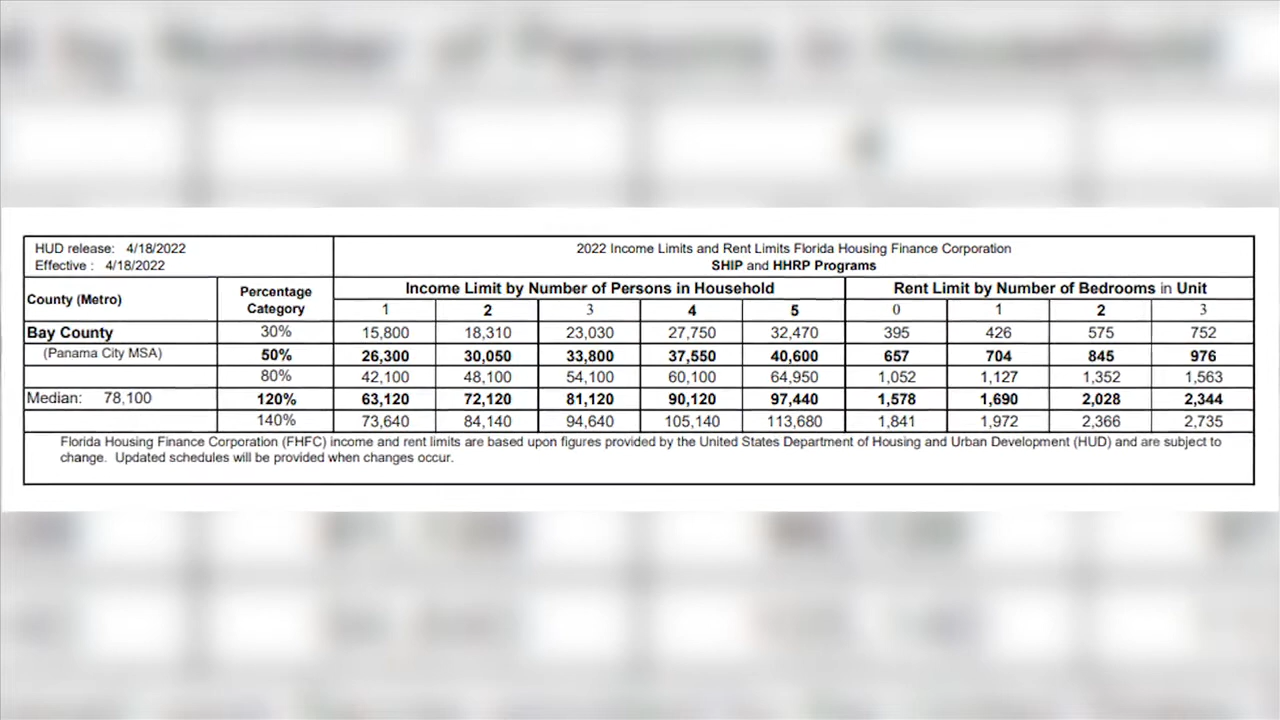 HUD release: 4/18/2022
Effective : 4/18/2022
2022 Income Limits and Rent Limits Florida Housing Finance Corporation
SHIP and HHRP Programs
County (Metro) Percentage Category Income Limit by Number of Persons in Household Rent Limit by Number of Bedrooms in Unit
1 2 3 4 5 0 1 2 3
Bay County 30% 15,800 18,310 23,030 27,750 32,470 395 426 575 752
(Panama City MSA) 50% 26,300 30,050 33,800 37,550 40,600 657 704 845 976
80% 42,100 48,100 54,100 60,100 64,950 1,052 1,127 1,352 1,563
Median: 78,100 120% 63,120 72,120 81,120 90,120 97,440 1,578 1,690 2,028 2,344
140% 73,640 84,140 94,640 105,140 113,680 1,841 1,972 2,366 2,735
Florida Housing Finance Corporation (FHFC) income and rent limits are based upon figures provided by the United States Department of Housing and Urban Development (HUD) and are subject to
change. Updated schedules will be provided when changes occur.